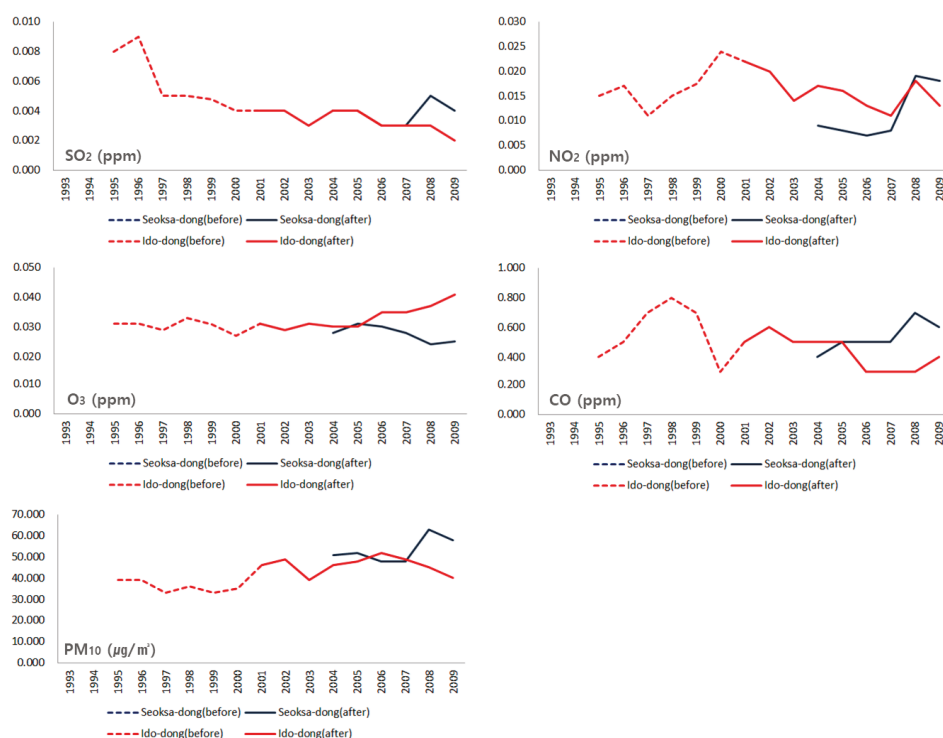 0.010
0.008
0.006
0.004
0.002
0.000
SO2 (ppm)
1993 1994 1995 1996 1997 1998 1999 2000 2001 2002 2003 2004 2005 2006 2007 2008 2009
Seoksa-dong(before) Seoksa-dong(after)
Ido-dong(before) Ido-dong(after)
0.030
0.025
0.020
0.015
0.010
0.005
0.000
NO2 (ppm)
1993 1994 1995 1996 1997 1998 1999 2000 2001 2002 2003 2004 2005 2006 2007 2008 2009
Seoksa-dong(before) Seoksa-dong(after)
Ido-dong(before) Ido-dong(after)
0.050
0.040
0.030
0.020
0.010
0.000
O3 (ppm)
1993 1994 1995 1996 1997 1998 1999 2000 2001 2002 2003 2004 2005 2006 2007 2008 2009
Seoksa-dong(before) Seoksa-dong(after)
Ido-dong(before) Ido-dong(after)
1.000
0.800
0.600
0.400
0.200
0.000
CO (ppm)
1993 1994 1995 1996 1997 1998 1999 2000 2001 2002 2003 2004 2005 2006 2007 2008 2009
Seoksa-dong(before) Seoksa-dong(after)
Ido-dong(before) Ido-dong(after)
70.000
60.000
50.000
40.000
30.000
20.000
10.000
0.000
PM10 (㎍/㎥)
1993 1994 1995 1996 1997 1998 1999 2000 2001 2002 2003 2004 2005 2006 2007 2008 2009
Seoksa-dong(before) Seoksa-dong(after)
Ido-dong(before) Ido-dong(after)